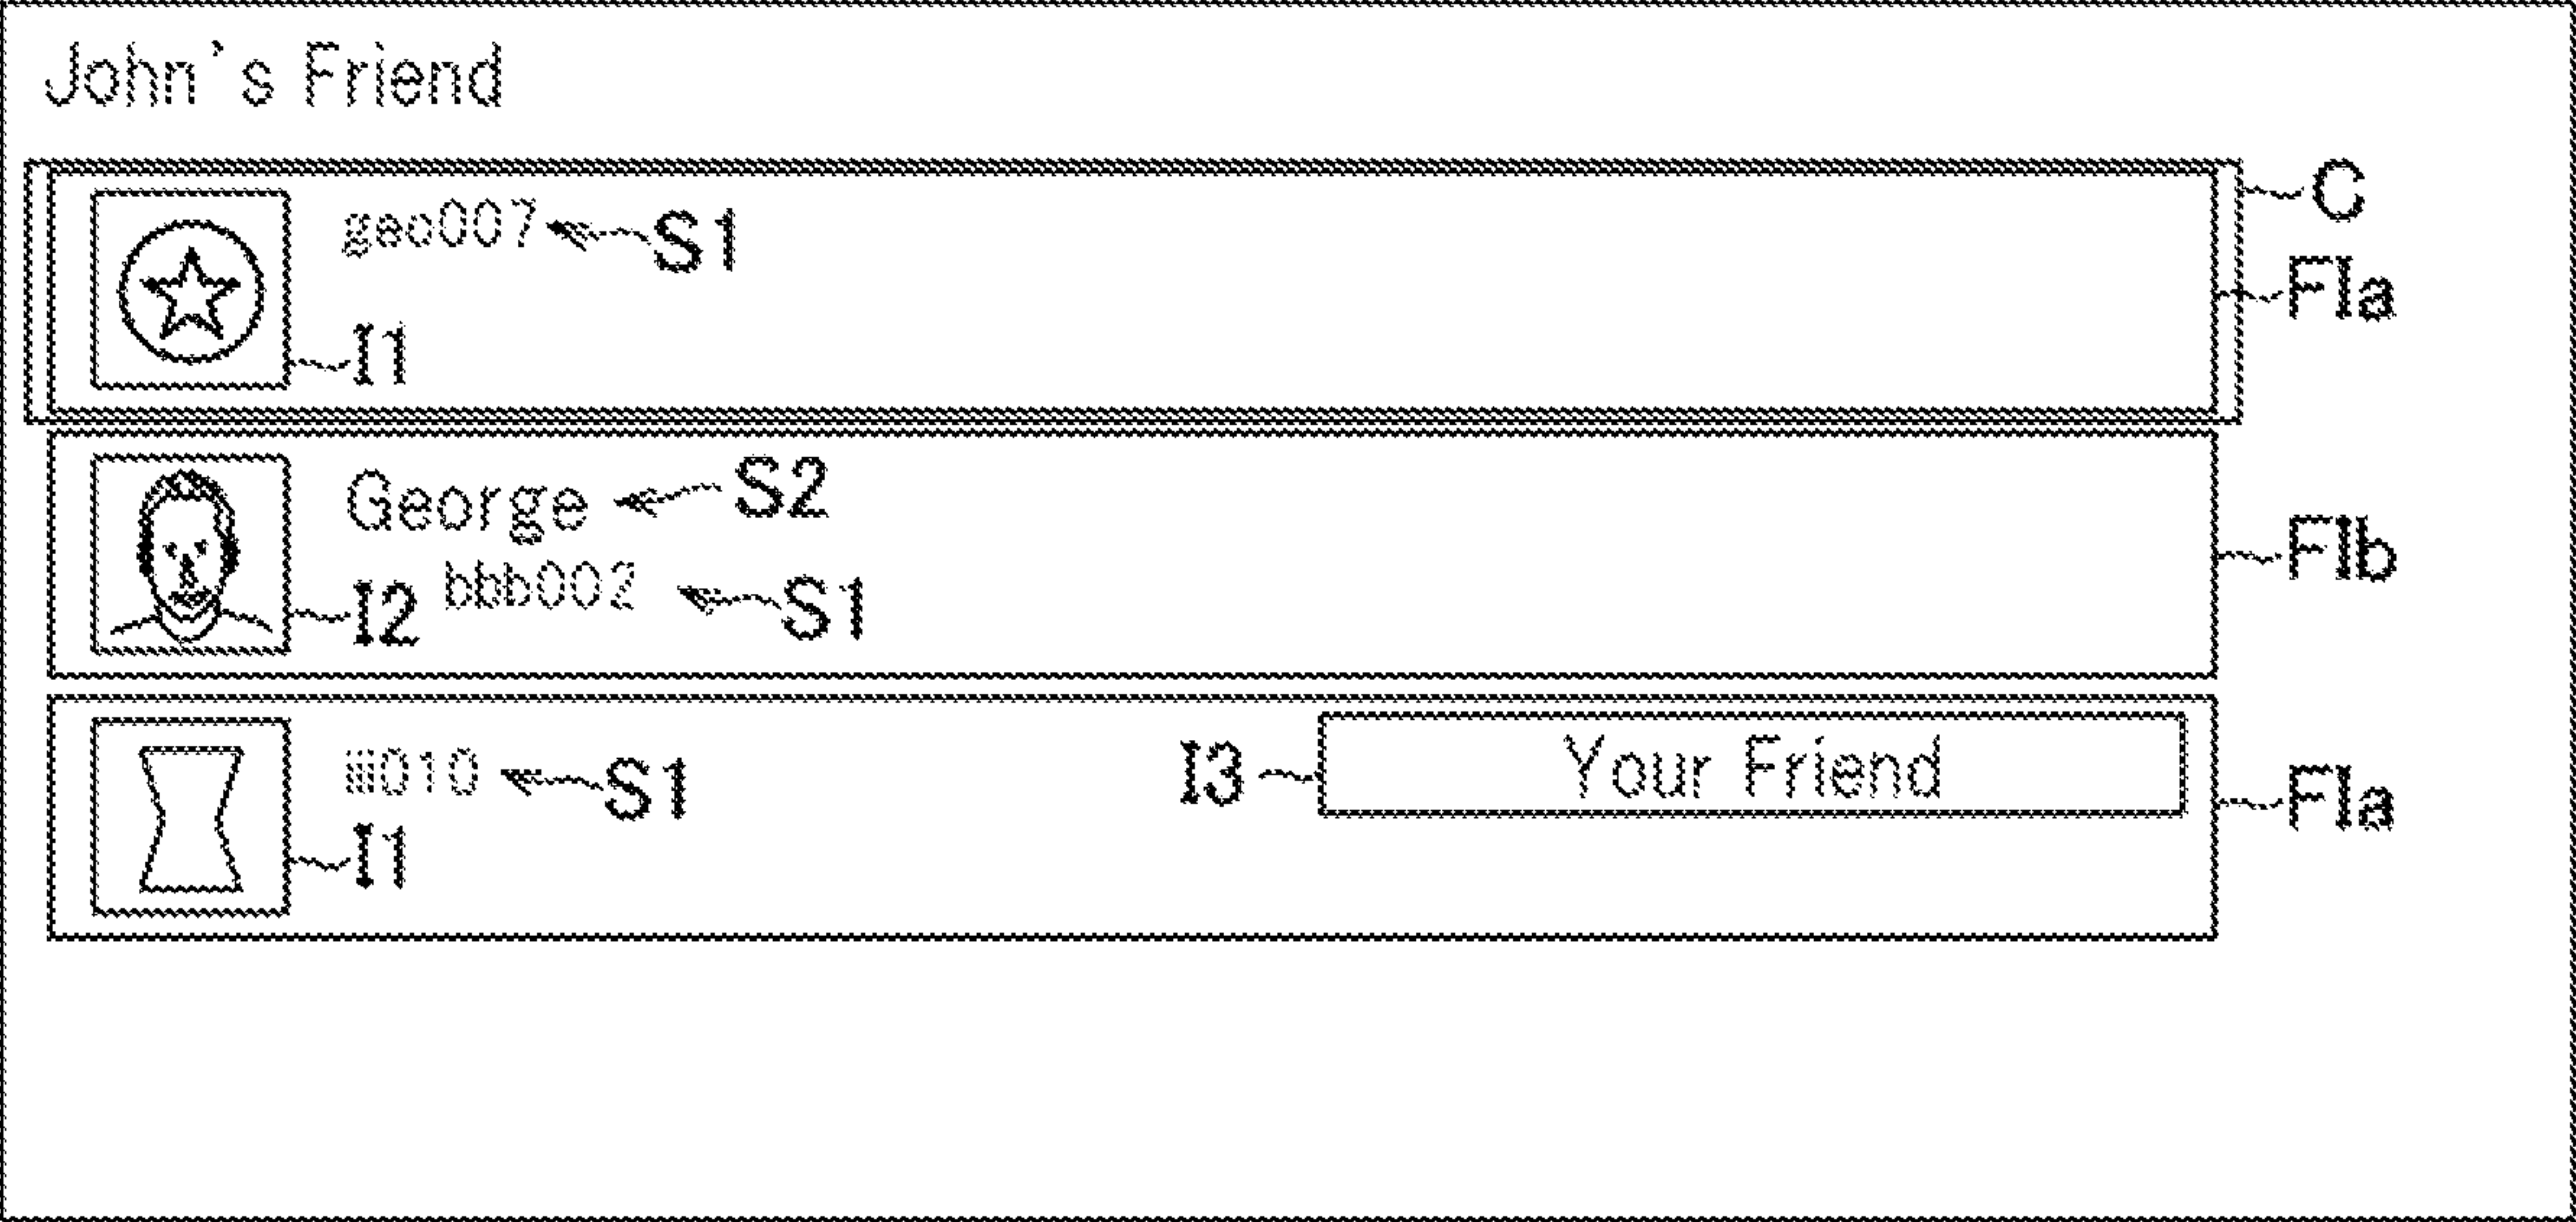 John's Friend
C
geo007 S1
FIa
I1
George S2
FIb
I2 bbb002 S1
iii010 S1
I3 Your Friend
FIa
I1